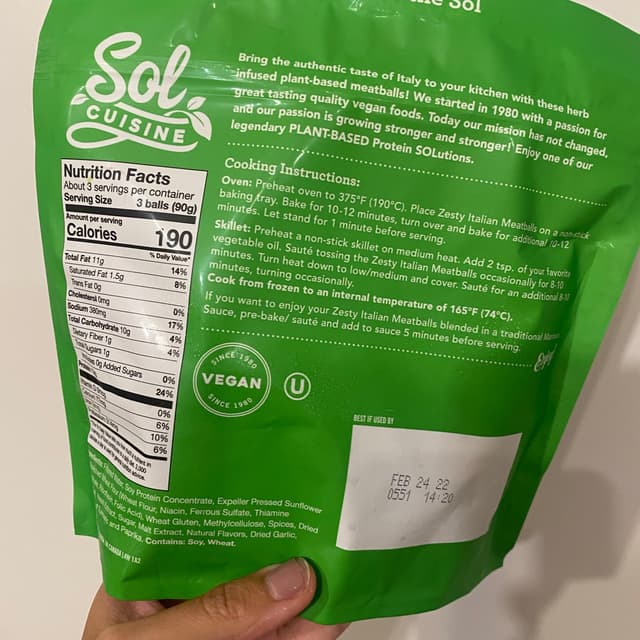 Sol
Sol
CUISINE
Bring the authentic taste of Italy to your kitchen with these herb
infused plant-based meatballs! We started in 1980 with a passion for
great tasting quality vegan foods. Today our mission has not changed,
and our passion is growing stronger and stronger! Enjoy one of our
legendary PLANT-BASED Protein SOLutions.
Cooking Instructions:
Oven: Preheat oven to 375°F (190°C). Place Zesty Italian Meatballs on a non-stick
baking tray. Bake for 10-12 minutes, turn over and bake for additional 10-12
minutes. Let stand for 1 minute before serving.
Skillet: Preheat a non-stick skillet on medium heat. Add 2 tsp. of your favorite
vegetable oil. Sauté tossing the Zesty Italian Meatballs occasionally for 8-10
minutes. Turn heat down to low/medium and cover. Sauté for an additional 8-10
minutes, turning occasionally.
Cook from frozen to an internal temperature of 165°F (74°C).
If you want to enjoy your Zesty Italian Meatballs blended in a traditional
Sauce, pre-bake/ sauté and add to sauce 5 minutes before serving.
Nutrition Facts
About 3 servings per container
Serving Size 3 balls (90g)
Amount per serving
Calories 190
% Daily Value*
Total Fat 11g 14%
Saturated Fat 1.5g 8%
Trans Fat 0g
Cholesterol 0mg 0%
Sodium 380mg 17%
Total Carbohydrate 10g 4%
Dietary Fiber 1g 4%
Total Sugars 1g
0g Added Sugars 0%
24%
0%
6%
10%
6%
SINCE 1980
VEGAN
SINCE 1980
U
BEST IF USED BY
FEB 24 22
0551 14:20
Soy Protein Concentrate, Expeller Pressed Sunflower
(Wheat Flour, Niacin, Ferrous Sulfate, Thiamine
Folic Acid), Wheat Gluten, Methylcellulose, Spices, Dried
Sugar, Malt Extract, Natural Flavors, Dried Garlic,
and Paprika. Contains: Soy, Wheat.
CANADA L4W 1A2